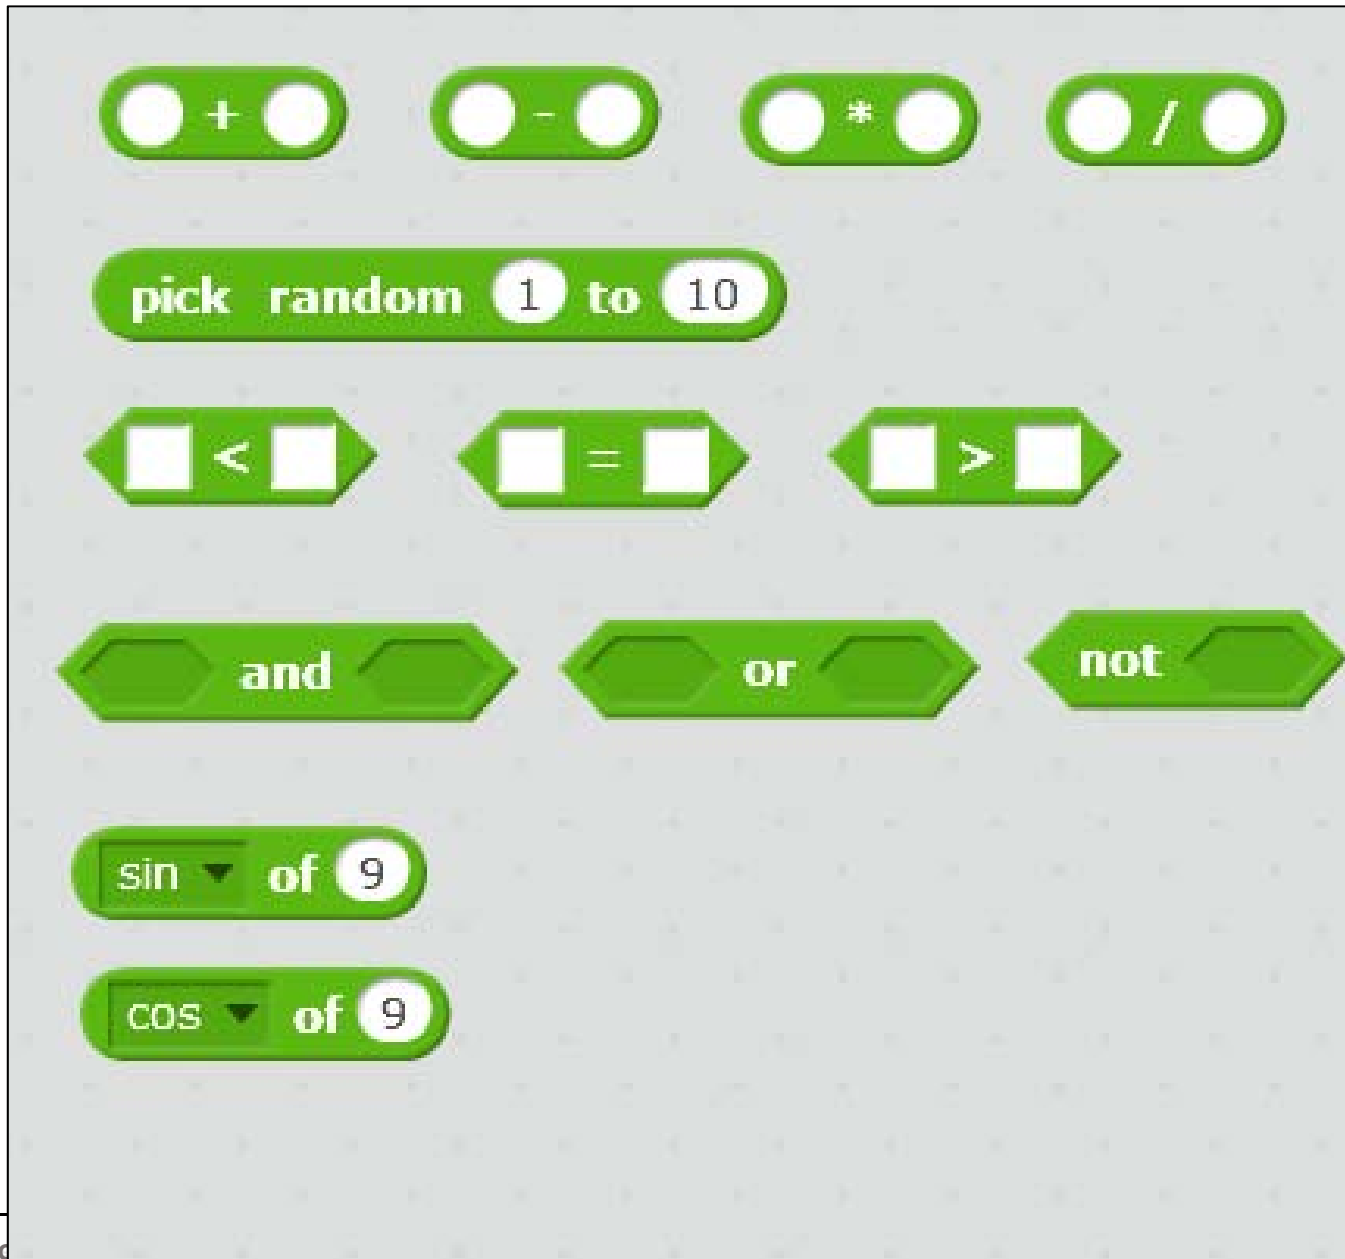 + - * /
pick random 1 to 10
< = >
and or not
sin of 9
cos of 9